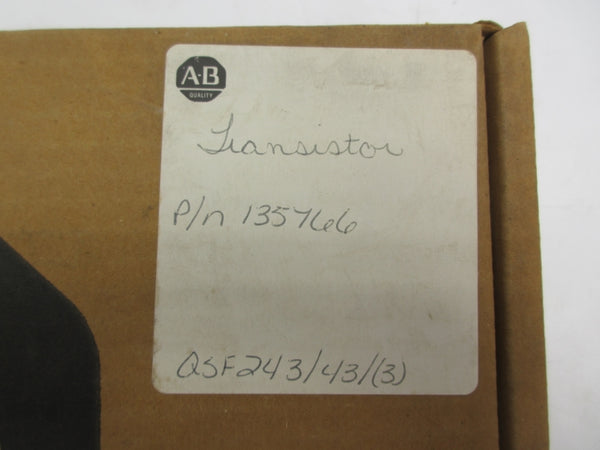 A-B
QUALITY
Transistor
P/n 135766
QSF243/43/(3)